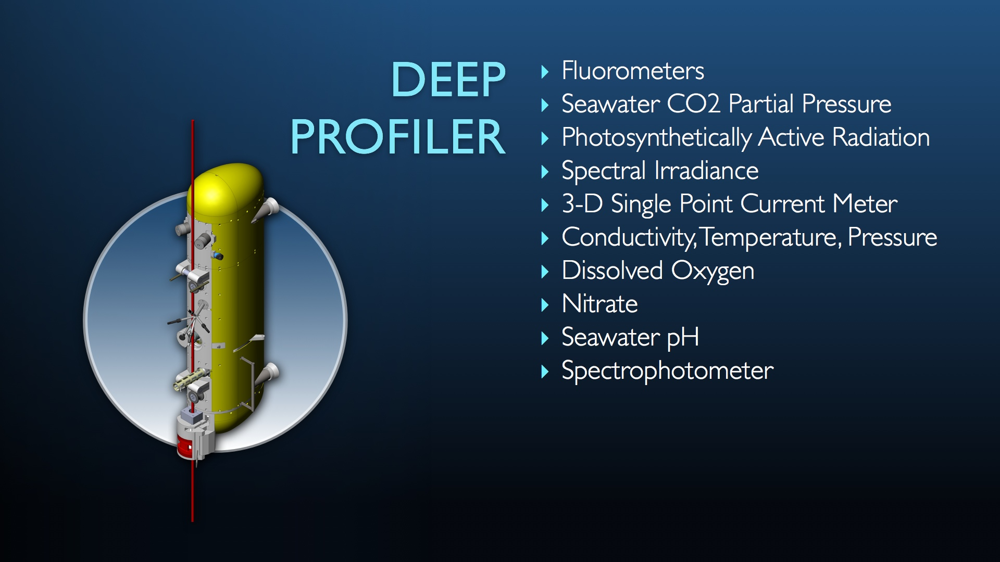 DEEP
PROFILER
Fluorometers
Seawater CO2 Partial Pressure
Photosynthetically Active Radiation
Spectral Irradiance
3-D Single Point Current Meter
Conductivity, Temperature, Pressure
Dissolved Oxygen
Nitrate
Seawater pH
Spectrophotometer